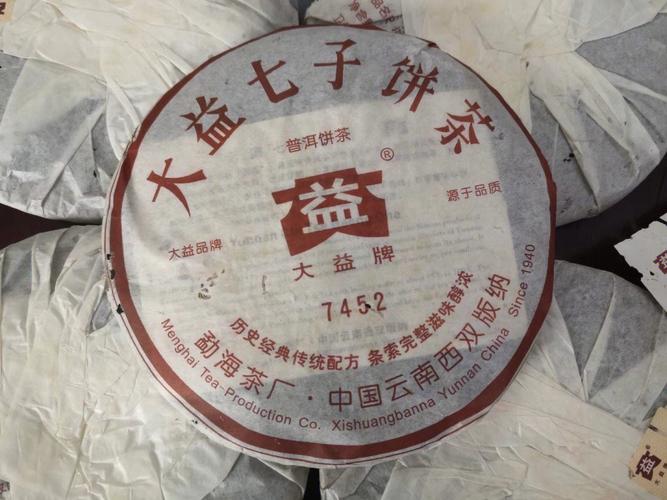 大益七子饼茶
普洱饼茶
®
益
大益品牌
源于品质
大益牌
7452
历史经典传统配方 条索完整滋味醇浓
勐海茶厂·中国云南西双版纳
Menghai Tea Production Co. Xishuangbanna Yunnan China Since 1940
益
益